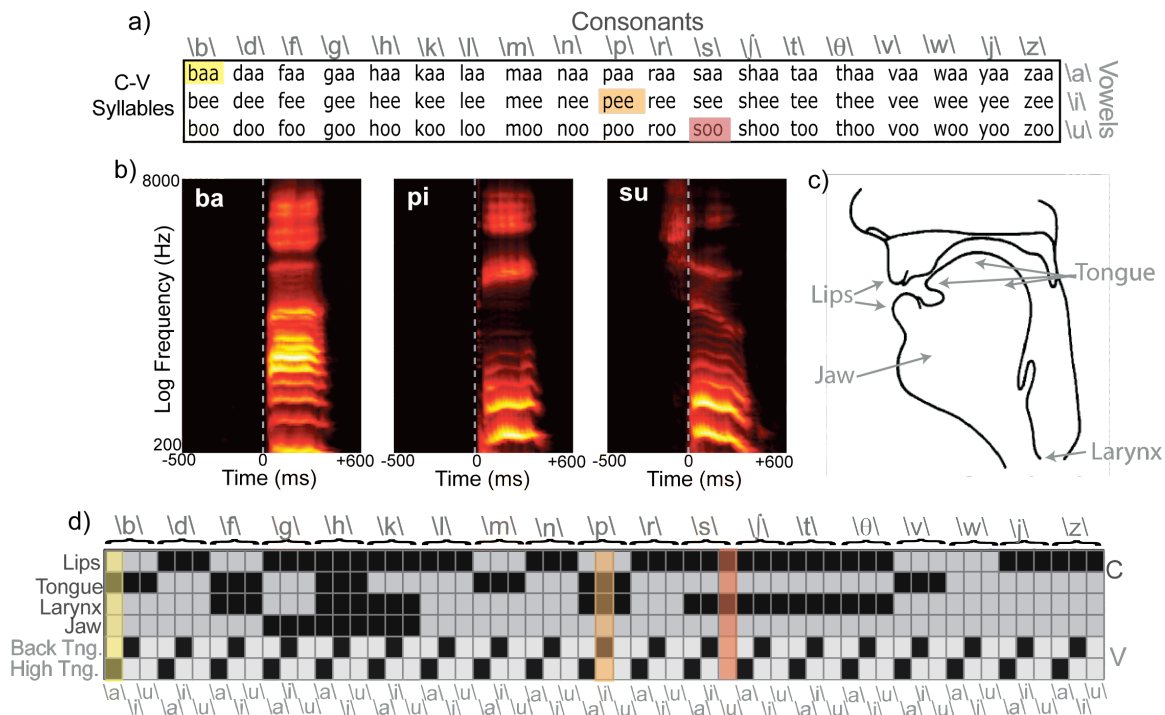 a)
Consonants
\b\ \d\ \f\ \g\ \h\ \k\ \l\ \m\ \n\ \p\ \r\ \s\ \ʃ\ \t\ \θ\ \v\ \w\ \j\ \z\
C-V
Syllables
baa daa faa gaa haa kaa laa maa naa paa raa saa shaa taa thaa vaa waa yaa zaa \a\
bee dee fee gee hee kee lee mee nee pee ree see shee tee thee vee wee yee zee \i\
boo doo foo goo hoo koo loo moo noo poo roo soo shoo too thoo voo woo yoo zoo \u\
Vowels
b)
Log Frequency (Hz)
8000
200
ba
pi
su
-500 0 +600
-500 0 +600
-500 0 +600
Time (ms)
Time (ms)
Time (ms)
c)
Lips
Tongue
Jaw
Larynx
d)
\b\ \d\ \f\ \g\ \h\ \k\ \l\ \m\ \n\ \p\ \r\ \s\ \ʃ\ \t\ \θ\ \v\ \w\ \j\ \z\
Lips
Tongue
Larynx
Jaw
Back Tng.
High Tng.
C
V
\a\ \i\ \u\ \a\ \i\ \u\ \a\ \i\ \u\ \a\ \i\ \u\ \a\ \i\ \u\ \a\ \i\ \u\ \a\ \i\ \u\ \a\ \i\ \u\ \a\ \i\ \u\ \a\ \i\ \u\ \a\ \i\ \u\ \a\ \i\ \u\ \a\ \i\ \u\ \a\ \i\ \u\ \a\ \i\ \u\ \a\ \i\ \u\ \a\ \i\ \u\ \a\ \i\ \u\ \a\ \i\ \u\